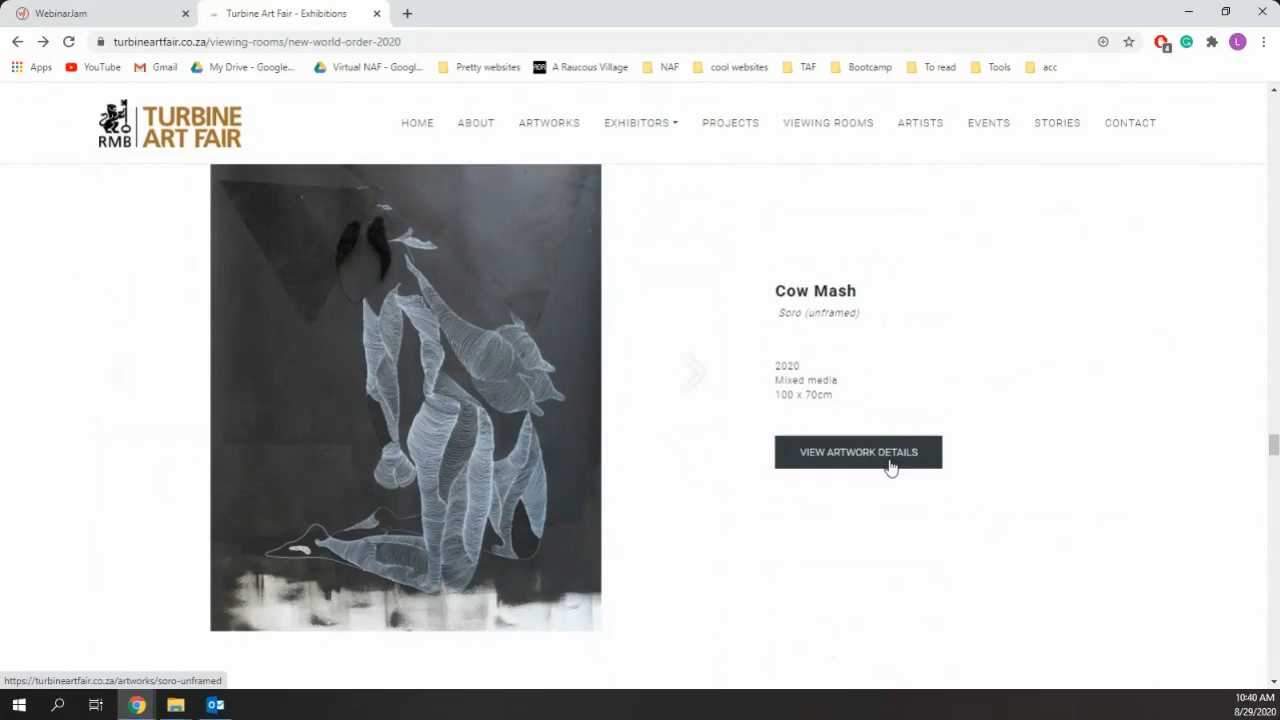 WebinarJam
Turbine Art Fair - Exhibitions
turbineartfair.co.za/viewing-rooms/new-world-order-2020
4
L
Apps YouTube Gmail My Drive - Google... Virtual NAF - Googl... Pretty websites A Raucous Village NAF cool websites TAF Bootcamp To read Tools acc
RMB TURBINE ART FAIR
HOME ABOUT ARTWORKS EXHIBITORS PROJECTS VIEWING ROOMS ARTISTS EVENTS STORIES CONTACT
Cow Mash
Soro (unframed)
2020
Mixed media
100 x 70cm
VIEW ARTWORK DETAILS
https://turbineartfair.co.za/artworks/soro-unframed
10:40 AM
8/29/2020